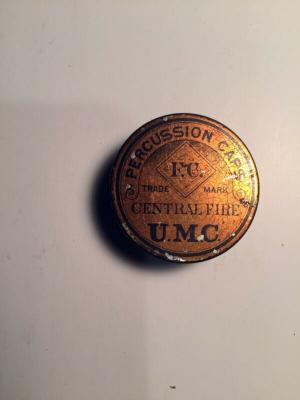 PERCUSSION CAPS
F.C.
TRADE MARK
CENTRAL FIRE
U.M.C.